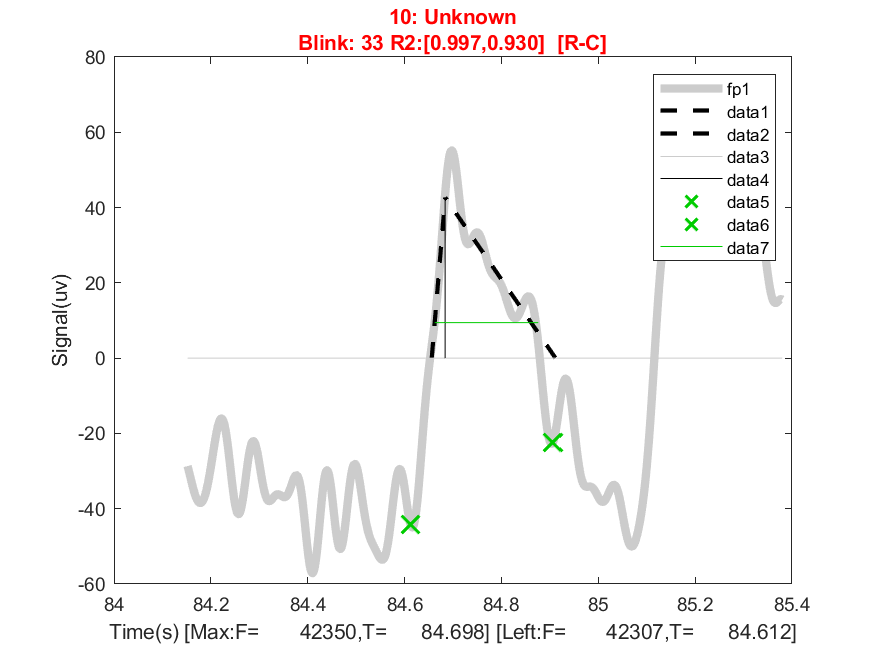 10: Unknown
Blink: 33 R2:[0.997,0.930] [R-C]
80
60
40
20
0
-20
-40
-60
Signal(uv)
fp1
data1
data2
data3
data4
data5
data6
data7
84
84.2
84.4
84.6
84.8
85
85.2
85.4
Time(s) [Max:F= 42350,T= 84.698] [Left:F= 42307,T= 84.612]